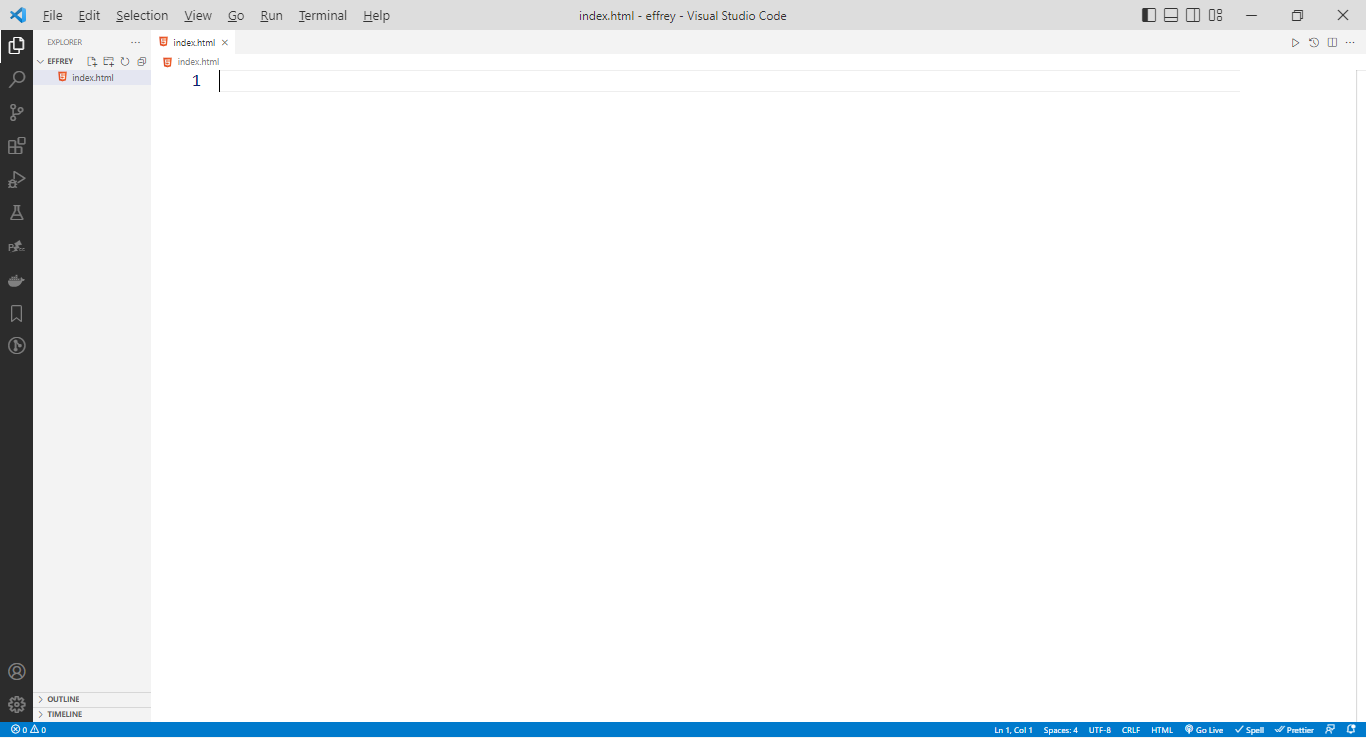 File Edit Selection View Go Run Terminal Help index.html - effrey - Visual Studio Code
EXPLORER
index.html
EFFREY
index.html
index.html
1
OUTLINE
TIMELINE
0 0 Ln 1, Col 1 Spaces: 4 UTF-8 CRLF HTML Go Live Spell Prettier